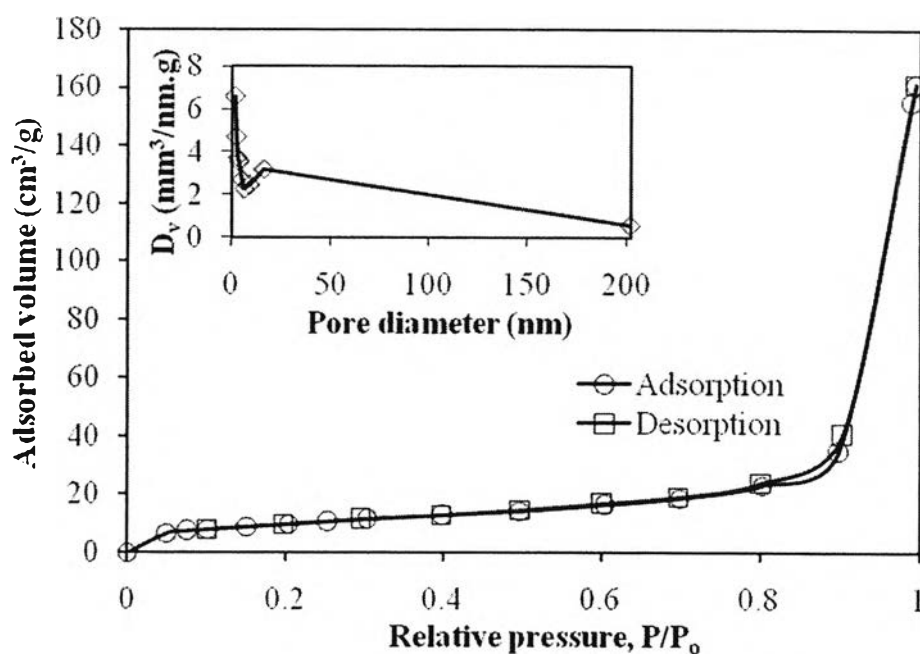 180
160
140
120
100
80
60
40
20
0
Adsorbed volume (cm³/g)
8
6
4
2
0
Dᵥ (mm³/nm.g)
0 50 100 150 200
Pore diameter (nm)
Adsorption
Desorption
0 0.2 0.4 0.6 0.8 1
Relative pressure, P/Pₒ